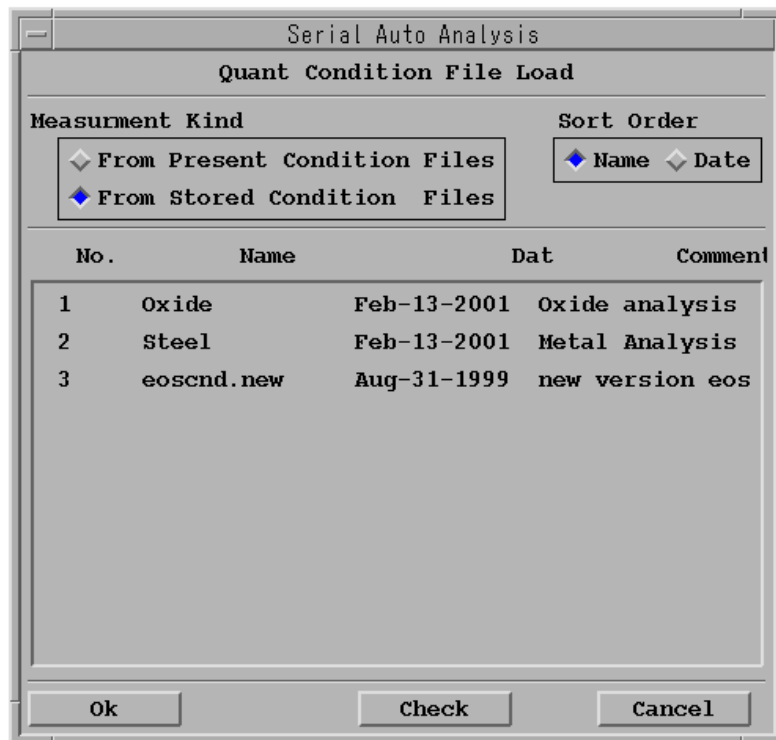 Serial Auto Analysis
Quant Condition File Load
Measurment Kind
Sort Order
From Present Condition Files
From Stored Condition Files
Name Date
No. Name Dat Comment
1 Oxide Feb-13-2001 Oxide analysis
2 Steel Feb-13-2001 Metal Analysis
3 eoscnd.new Aug-31-1999 new version eos
Ok Check Cancel